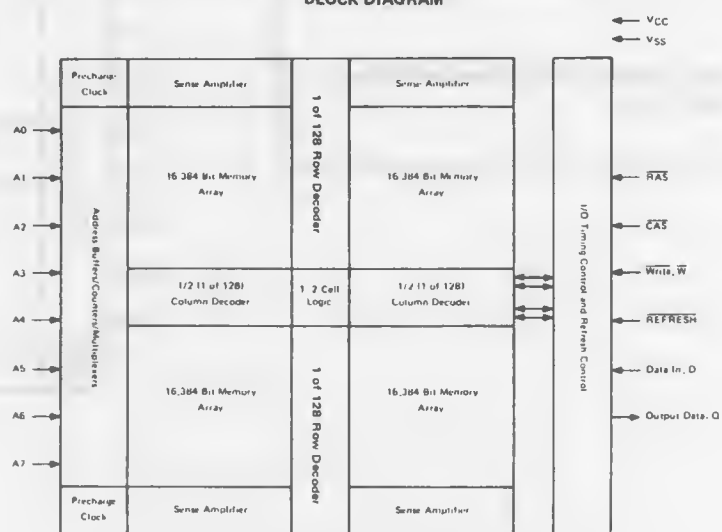 BLOCK DIAGRAM
VCC
VSS
Precharge
Clock
Sense Amplifier
Sense Amplifier
A0
A1
A2
A3
A4
A5
A6
A7
Address Buffers/Counters/Multiplexers
16,384 Bit Memory
Array
1 of 128 Row Decoder
16,384 Bit Memory
Array
1/2 (1 of 128)
Column Decoder
1 2 Cell
Logic
1/2 (1 of 128)
Column Decoder
16,384 Bit Memory
Array
1 of 128 Row Decoder
16,384 Bit Memory
Array
Precharge
Clock
Sense Amplifier
Sense Amplifier
I/O Timing Control and Refresh Control
RAS
CAS
Write, W
REFRESH
Data In, D
Output Data, Q